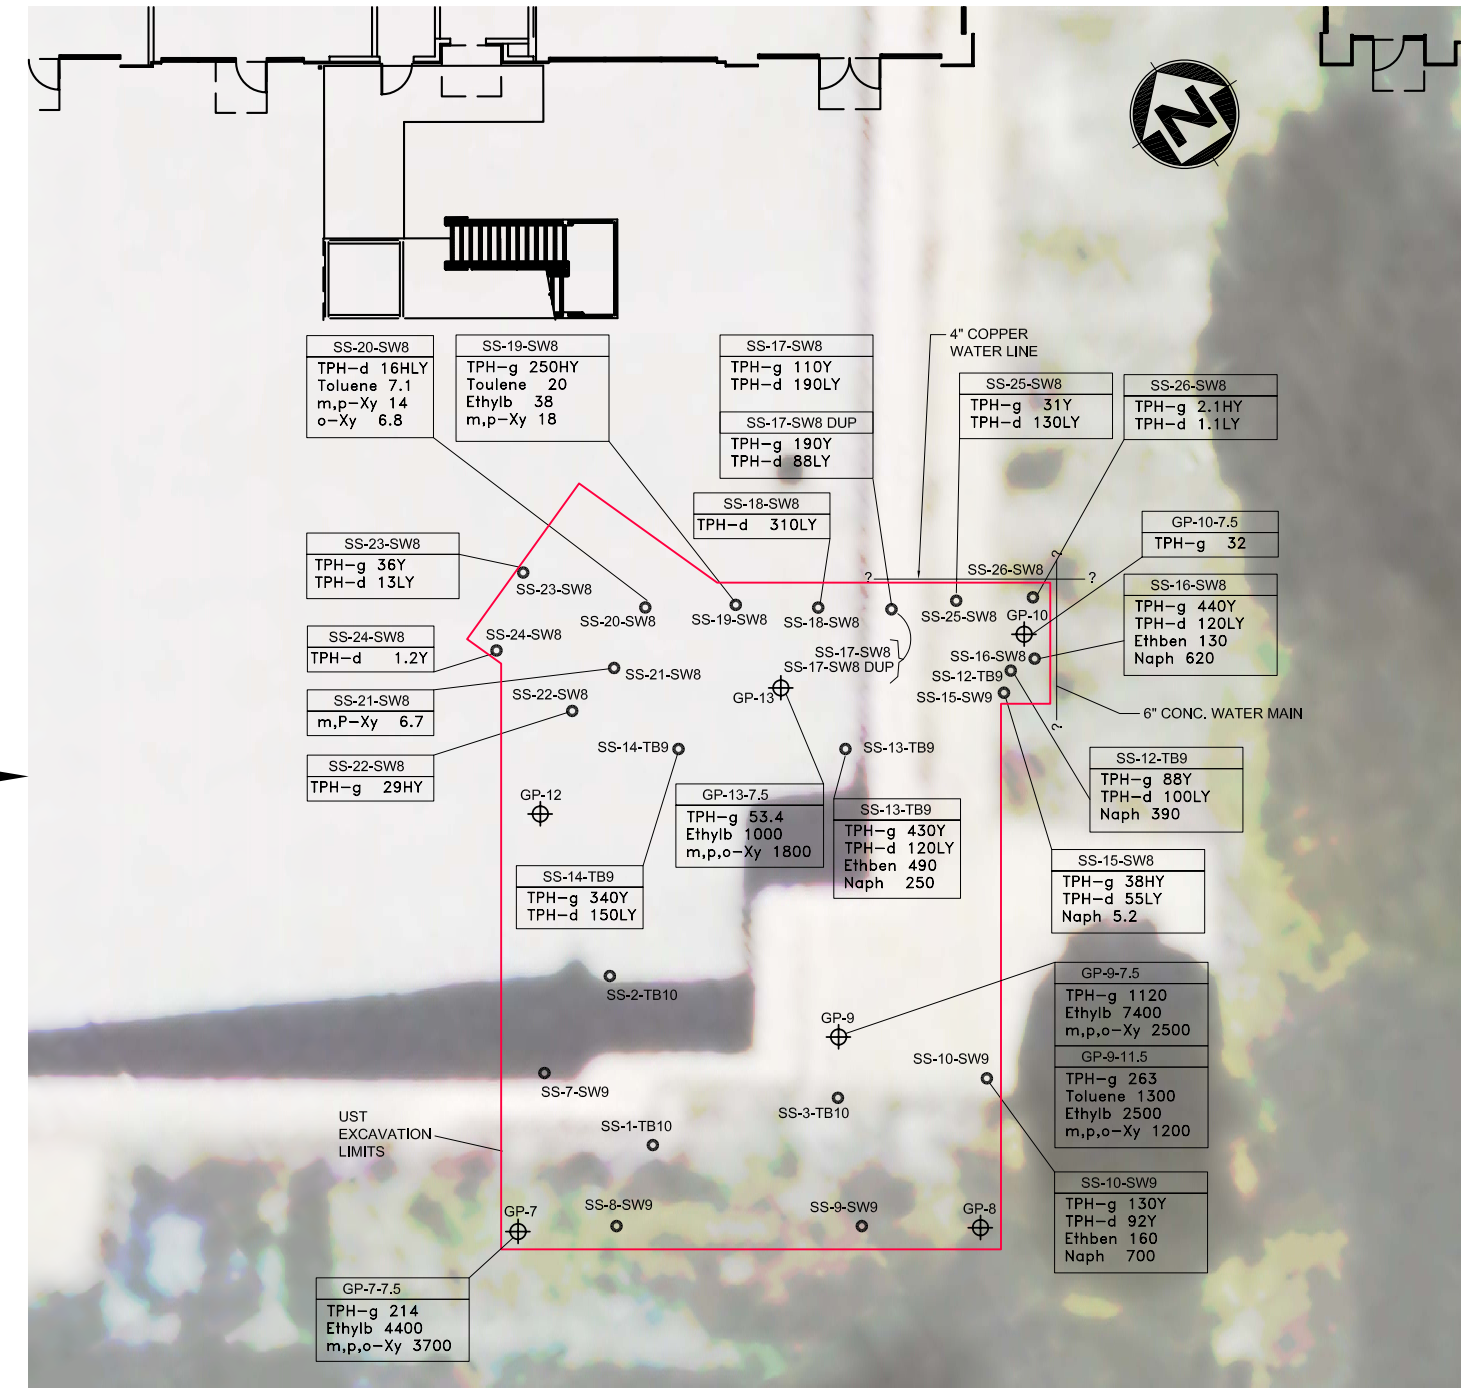 N
SS-20-SW8
TPH-d 16HLY
Toluene 7.1
m,p-Xy 14
o-Xy 6.8
SS-19-SW8
TPH-g 250HY
Toulene 20
Ethylb 38
m,p-Xy 18
SS-17-SW8
TPH-g 110Y
TPH-d 190LY
SS-17-SW8 DUP
TPH-g 190Y
TPH-d 88LY
4" COPPER
WATER LINE
SS-25-SW8
TPH-g 31Y
TPH-d 130LY
SS-26-SW8
TPH-g 2.1HY
TPH-d 1.1LY
SS-18-SW8
TPH-d 310LY
GP-10-7.5
TPH-g 32
SS-23-SW8
TPH-g 36Y
TPH-d 13LY
SS-16-SW8
TPH-g 440Y
TPH-d 120LY
Ethben 130
Naph 620
SS-24-SW8
TPH-d 1.2Y
SS-21-SW8
m,P-Xy 6.7
SS-22-SW8
TPH-g 29HY
?
?
?
?
SS-26-SW8
SS-23-SW8
SS-20-SW8
SS-19-SW8
SS-18-SW8
SS-25-SW8
GP-10
SS-24-SW8
SS-17-SW8
SS-17-SW8 DUP
SS-16-SW8
SS-12-TB9
SS-15-SW9
SS-21-SW8
SS-22-SW8
GP-13
6" CONC. WATER MAIN
SS-14-TB9
SS-13-TB9
SS-12-TB9
TPH-g 88Y
TPH-d 100LY
Naph 390
GP-12
GP-13-7.5
TPH-g 53.4
Ethylb 1000
m,p,o-Xy 1800
SS-13-TB9
TPH-g 430Y
TPH-d 120LY
Ethben 490
Naph 250
SS-14-TB9
TPH-g 340Y
TPH-d 150LY
SS-15-SW8
TPH-g 38HY
TPH-d 55LY
Naph 5.2
SS-2-TB10
GP-9
GP-9-7.5
TPH-g 1120
Ethylb 7400
m,p,o-Xy 2500
GP-9-11.5
TPH-g 263
Toluene 1300
Ethylb 2500
m,p,o-Xy 1200
SS-10-SW9
SS-7-SW9
SS-3-TB10
UST
EXCAVATION
LIMITS
SS-1-TB10
SS-10-SW9
TPH-g 130Y
TPH-d 92Y
Ethben 160
Naph 700
GP-7
SS-8-SW9
SS-9-SW9
GP-8
GP-7-7.5
TPH-g 214
Ethylb 4400
m,p,o-Xy 3700